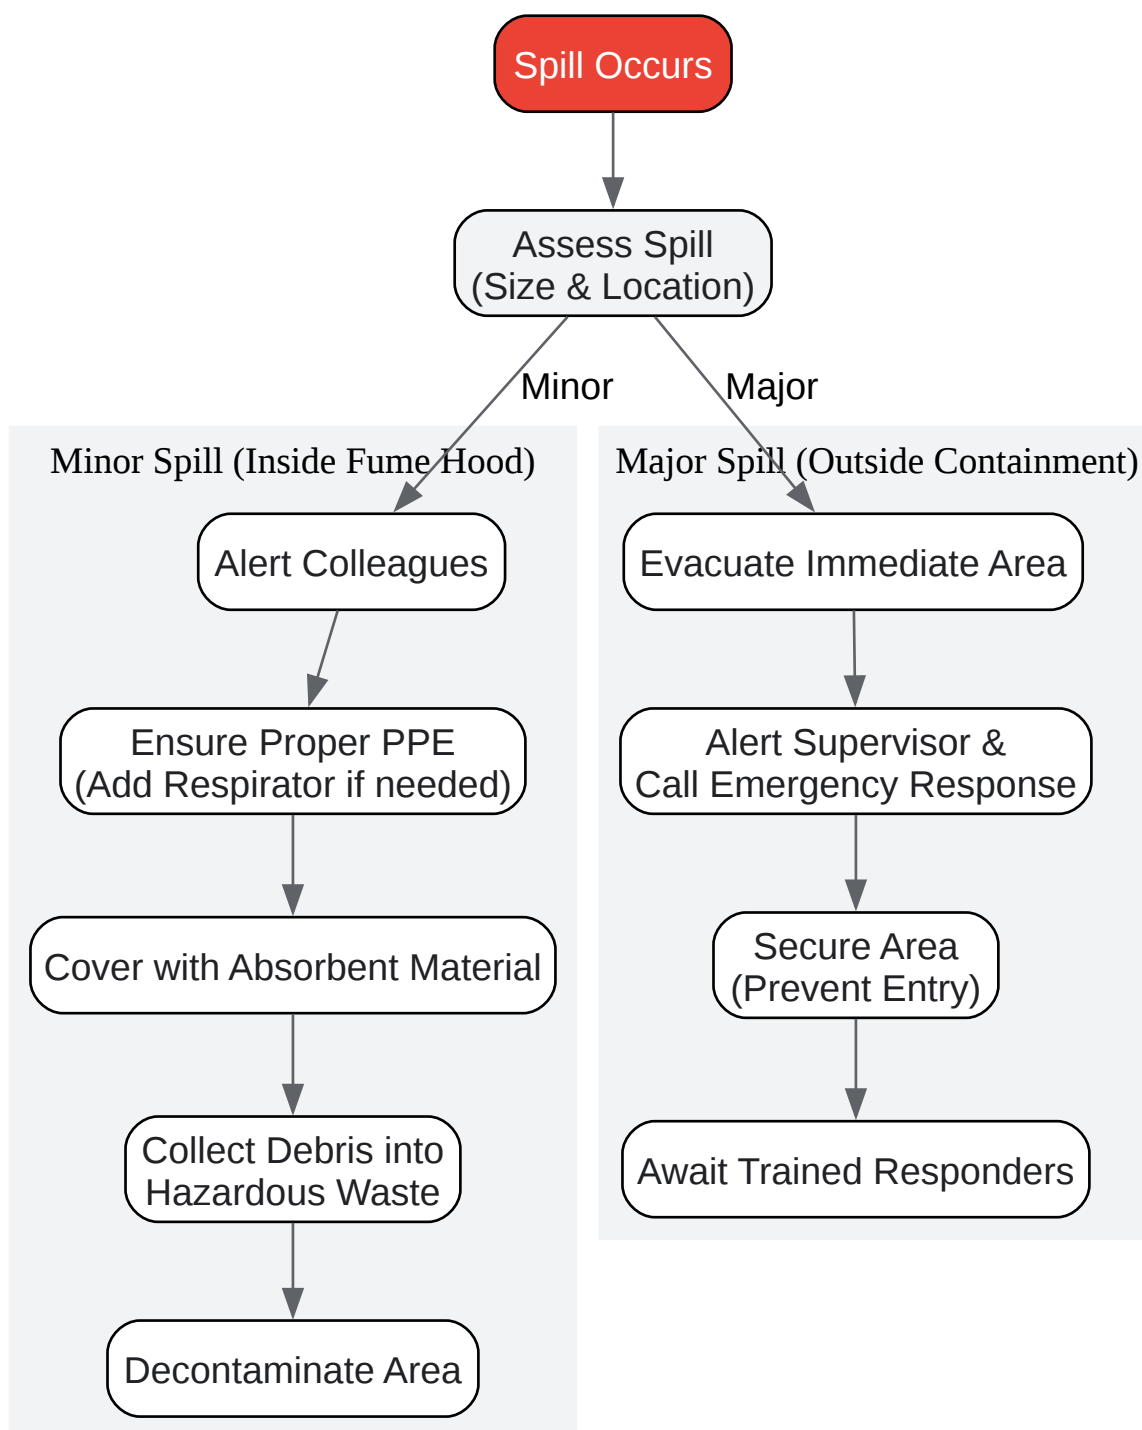 Spill Occurs
Assess Spill
(Size & Location)
Minor
Major
Minor Spill (Inside Fume Hood)
Alert Colleagues
Ensure Proper PPE
(Add Respirator if needed)
Cover with Absorbent Material
Collect Debris into
Hazardous Waste
Decontaminate Area
Major Spill (Outside Containment)
Evacuate Immediate Area
Alert Supervisor &
Call Emergency Response
Secure Area
(Prevent Entry)
Await Trained Responders